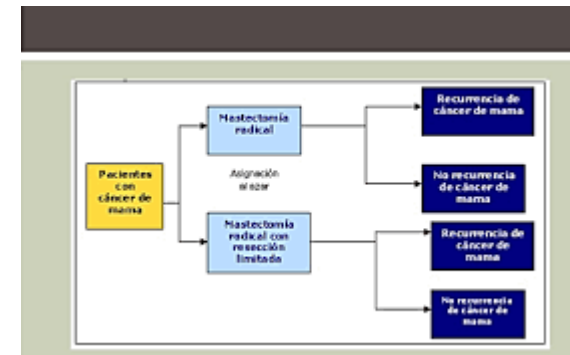 Pacientes
con
cáncer de
mama
Mastectomía
radical
Asignación
al azar
Mastectomía
radical con
resección
limitada
Recurrencia de
cáncer de mama
No recurrencia
de cáncer de
mama
Recurrencia de
cáncer de
mama
No recurrencia
de cáncer de
mama